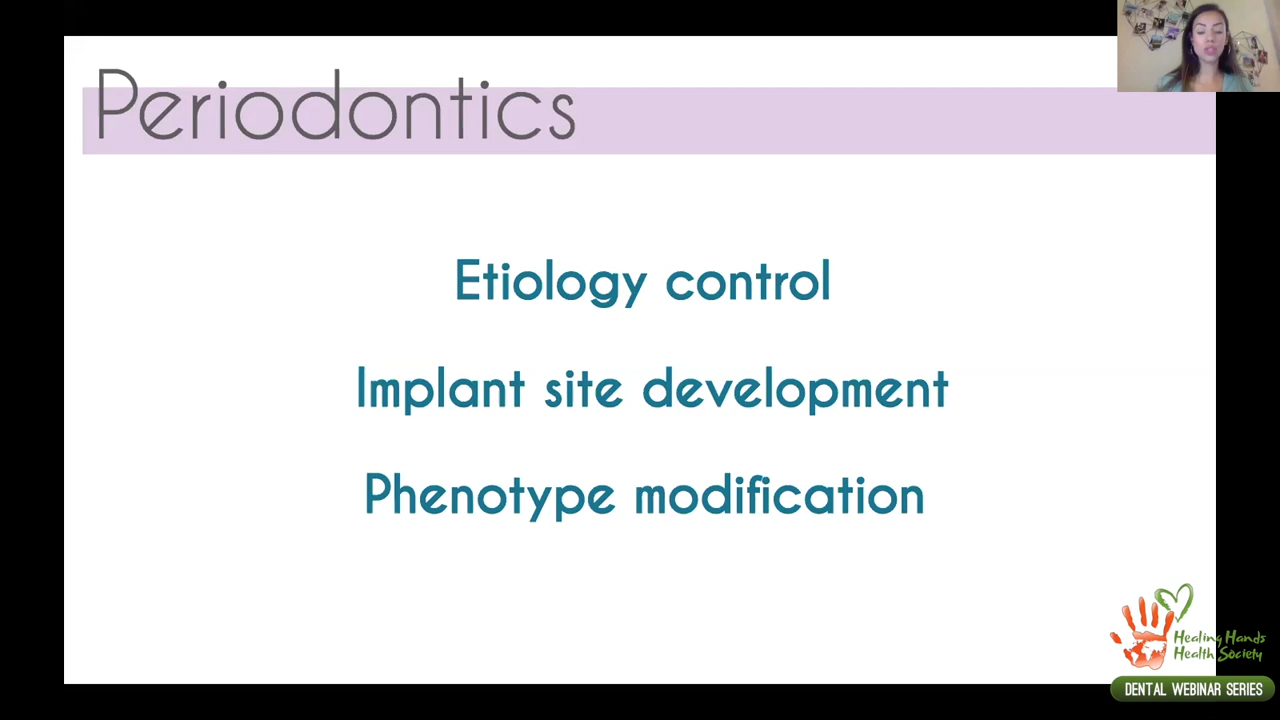 Periodontics
Etiology control
Implant site development
Phenotype modification
Healing Hands
Health Society
DENTAL WEBINAR SERIES